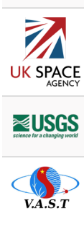 UK SPACE
AGENCY
USGS
science for a changing world
V.A.S.T